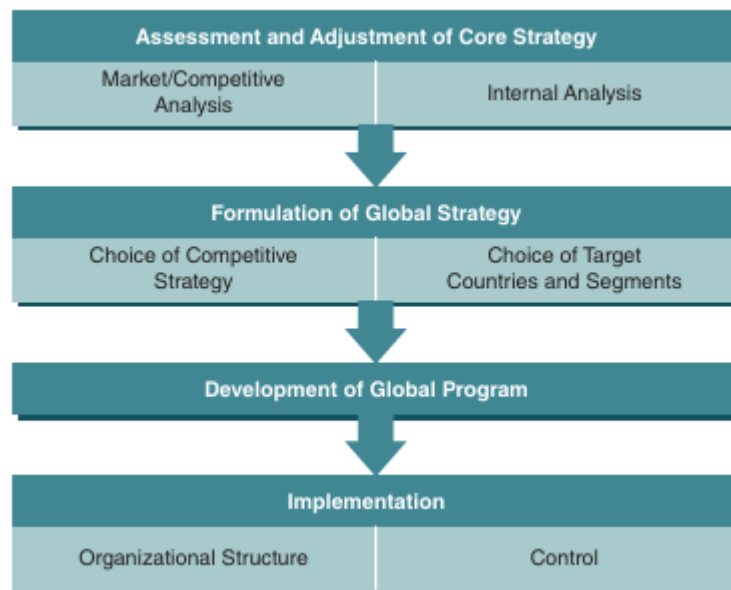 Assessment and Adjustment of Core Strategy
Market/Competitive
Analysis
Internal Analysis
Formulation of Global Strategy
Choice of Competitive
Strategy
Choice of Target
Countries and Segments
Development of Global Program
Implementation
Organizational Structure
Control